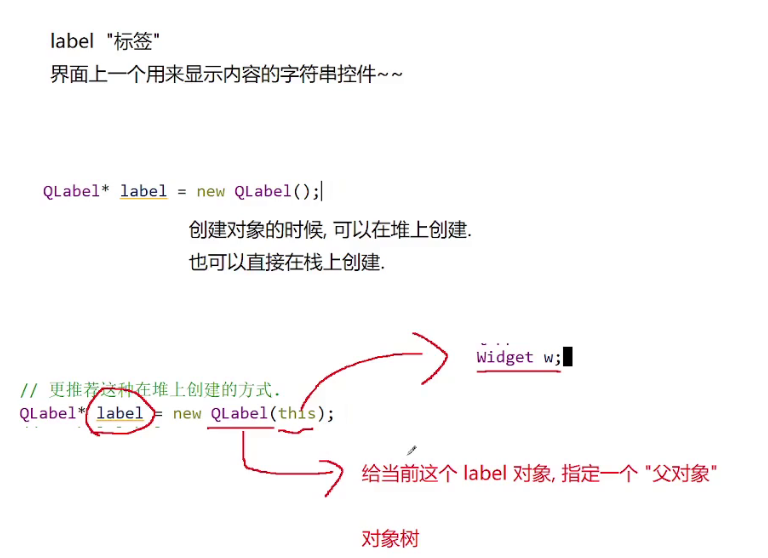 label "标签"
界面上一个用来显示内容的字符串控件~~
QLabel* label = new QLabel();
创建对象的时候, 可以在堆上创建.
也可以直接在栈上创建.
Widget w;
// 更推荐这种在堆上创建的方式.
QLabel* label = new QLabel(this);
给当前这个 label 对象, 指定一个 "父对象"
对象树